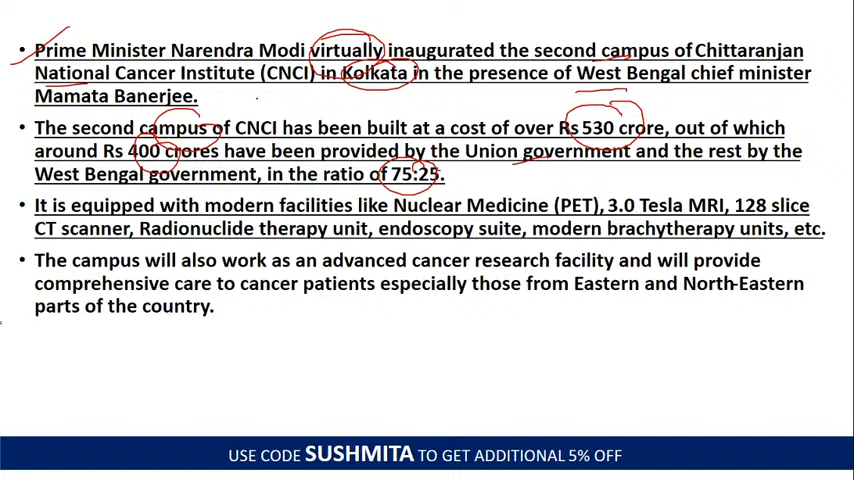 • Prime Minister Narendra Modi virtually inaugurated the second campus of Chittaranjan
National Cancer Institute (CNCI) in Kolkata in the presence of West Bengal chief minister
Mamata Banerjee.
• The second campus of CNCI has been built at a cost of over Rs 530 crore, out of which
around Rs 400 crores have been provided by the Union government and the rest by the
West Bengal government, in the ratio of 75:25.
• It is equipped with modern facilities like Nuclear Medicine (PET), 3.0 Tesla MRI, 128 slice
CT scanner, Radionuclide therapy unit, endoscopy suite, modern brachytherapy units, etc.
• The campus will also work as an advanced cancer research facility and will provide
comprehensive care to cancer patients especially those from Eastern and North-Eastern
parts of the country.
USE CODE SUSHMITA TO GET ADDITIONAL 5% OFF